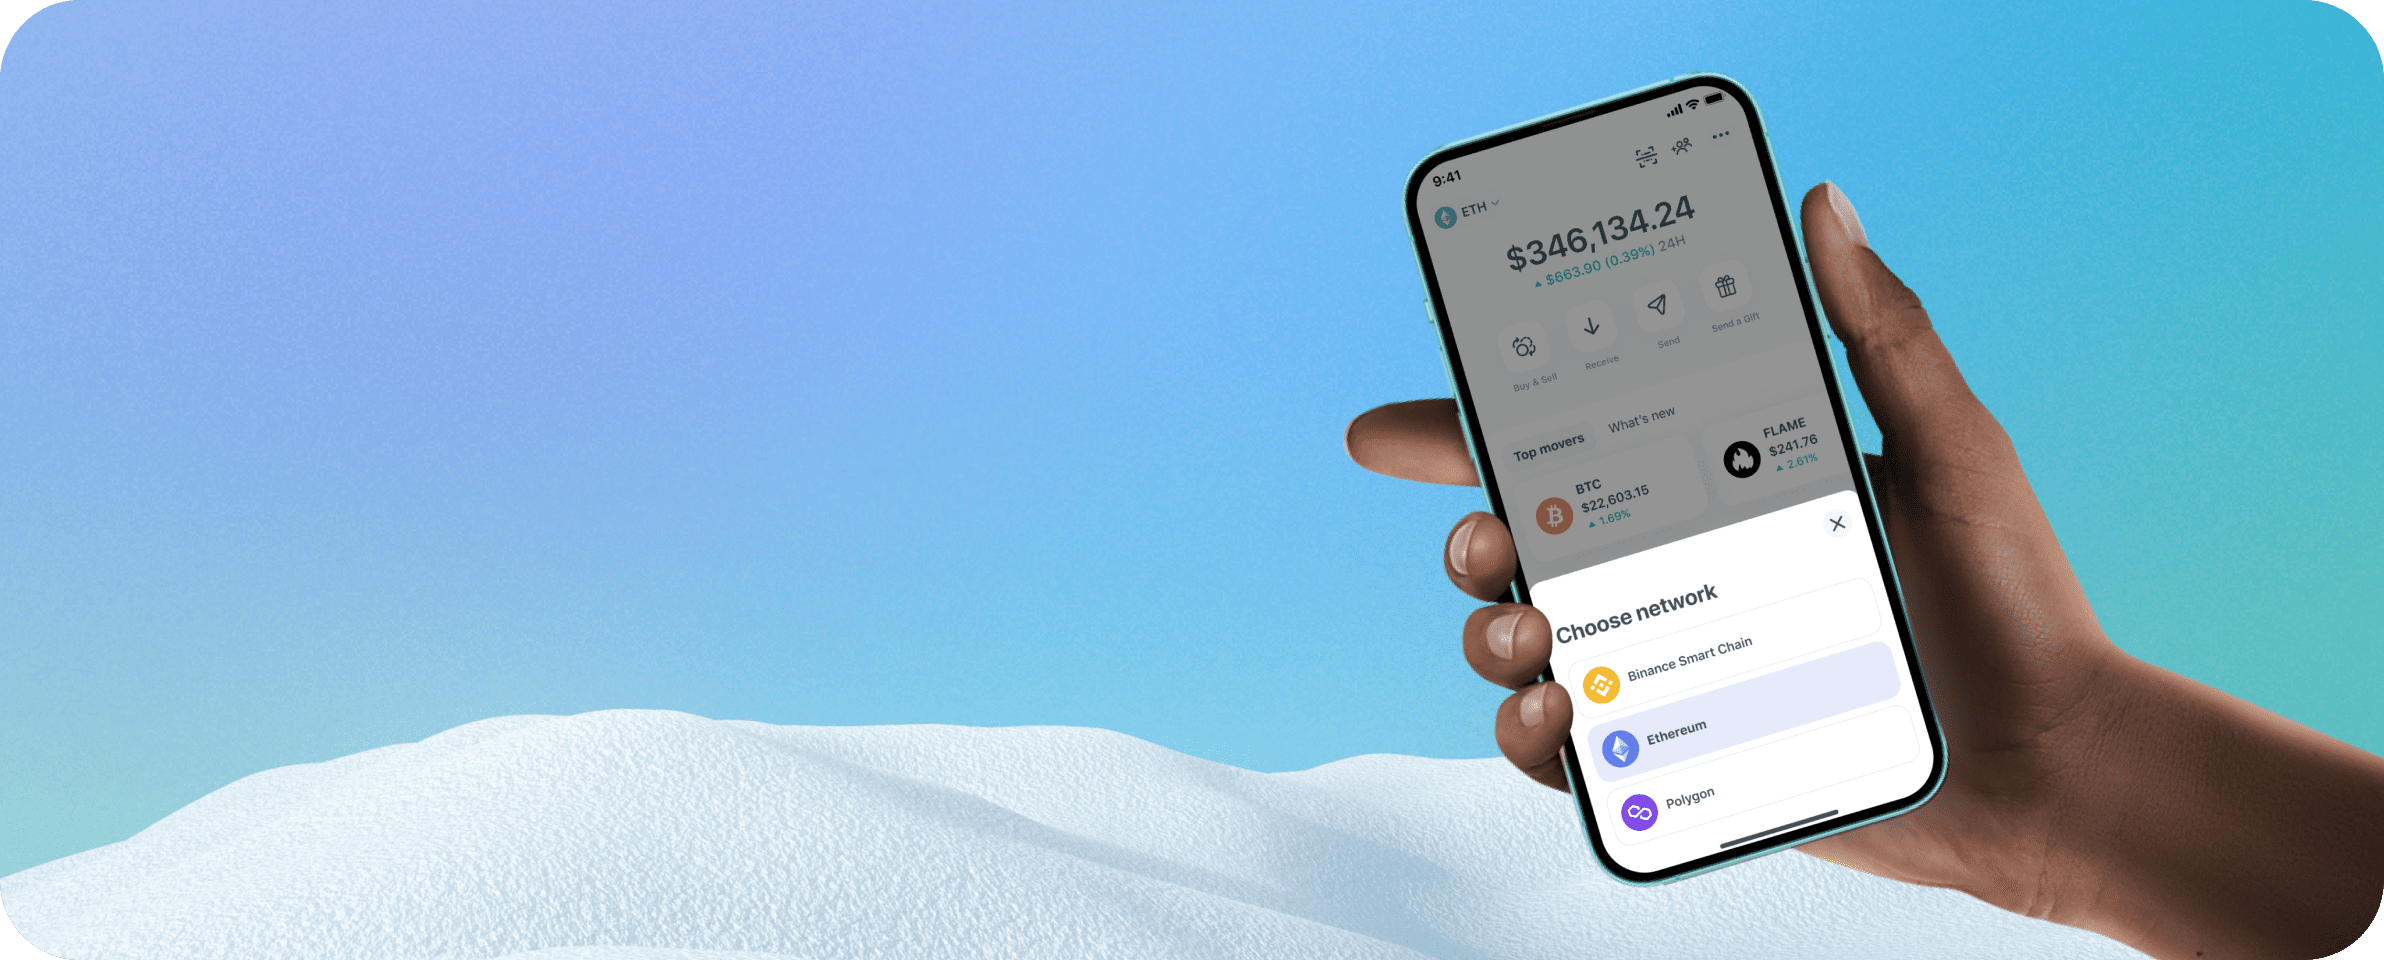 9:41
ETH
$346,134.24
$663.90 (0.39%) 24H
Buy & Sell
Receive
Send
Send a Gift
Top movers
What's new
BTC
$22,603.15
1.69%
FLAME
$241.76
2.61%
Choose network
Binance Smart Chain
Ethereum
Polygon